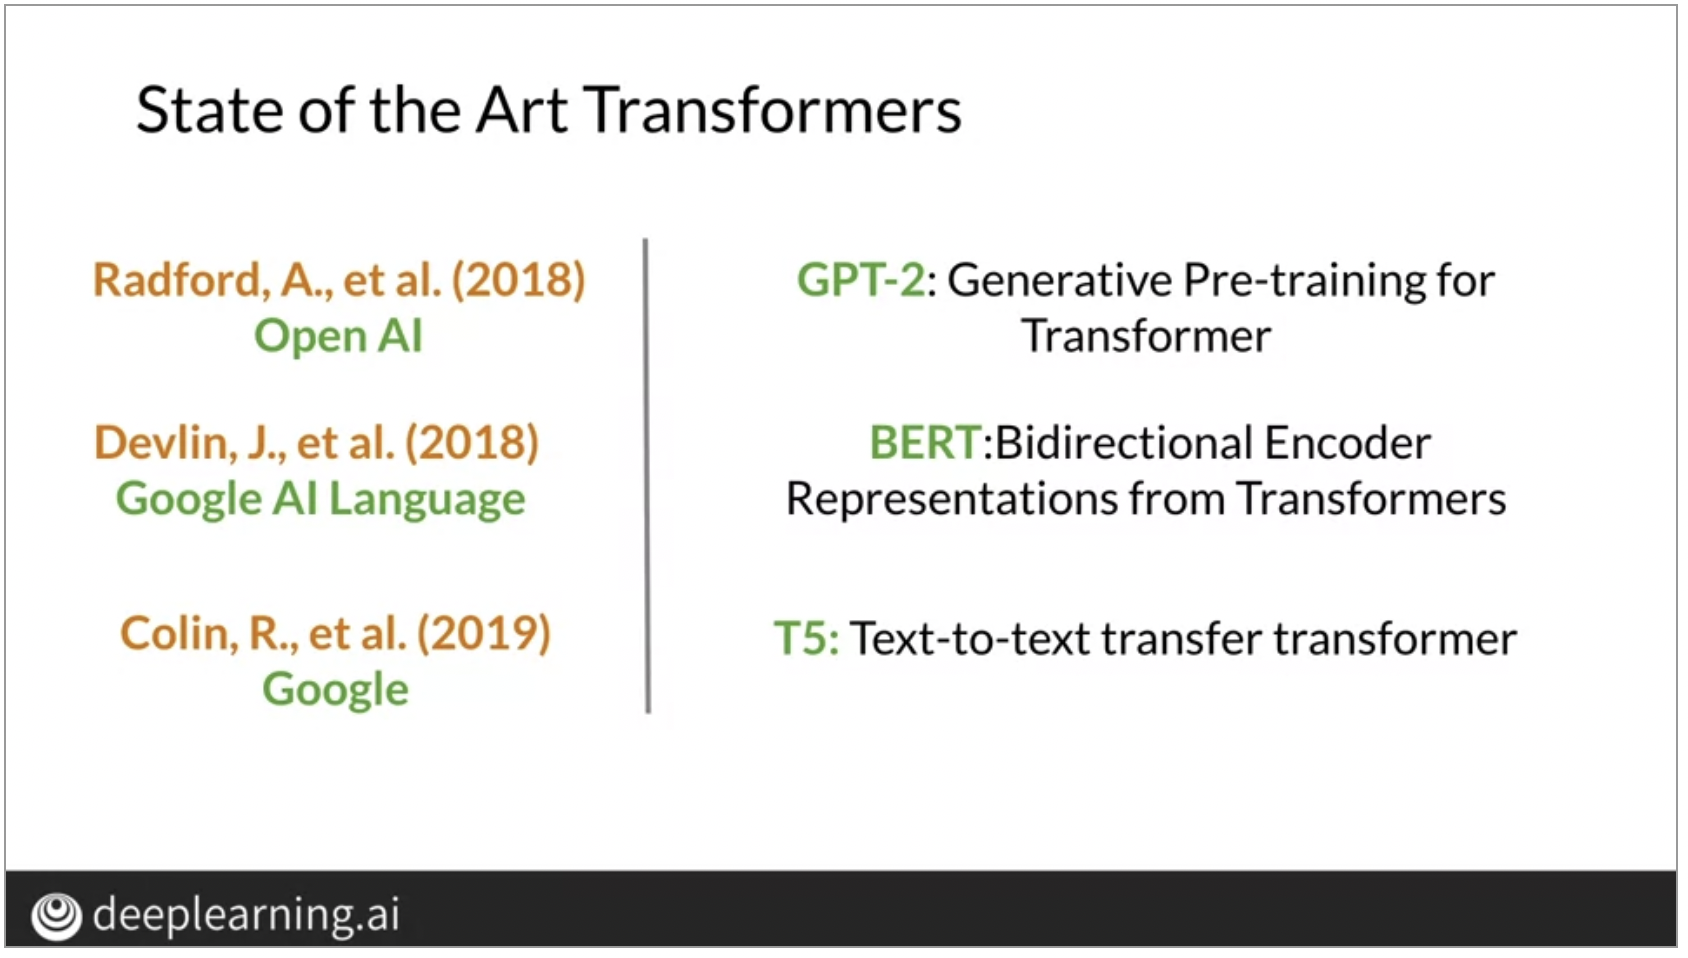 State of the Art Transformers
Radford, A., et al. (2018)
Open AI
GPT-2: Generative Pre-training for
Transformer
Devlin, J., et al. (2018)
Google AI Language
BERT:Bidirectional Encoder
Representations from Transformers
Colin, R., et al. (2019)
Google
T5: Text-to-text transfer transformer
deeplearning.ai